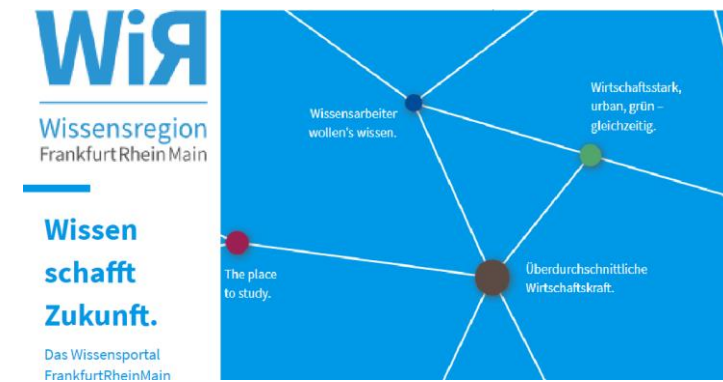 WiR
Wissensregion
FrankfurtRheinMain
Wissen
schafft
Zukunft.
Das Wissensportal
FrankfurtRheinMain
Wissensarbeiter
wollen's wissen.
Wirtschaftsstark,
urban, grün –
gleichzeitig.
The place
to study.
Überdurchschnittliche
Wirtschaftskraft.